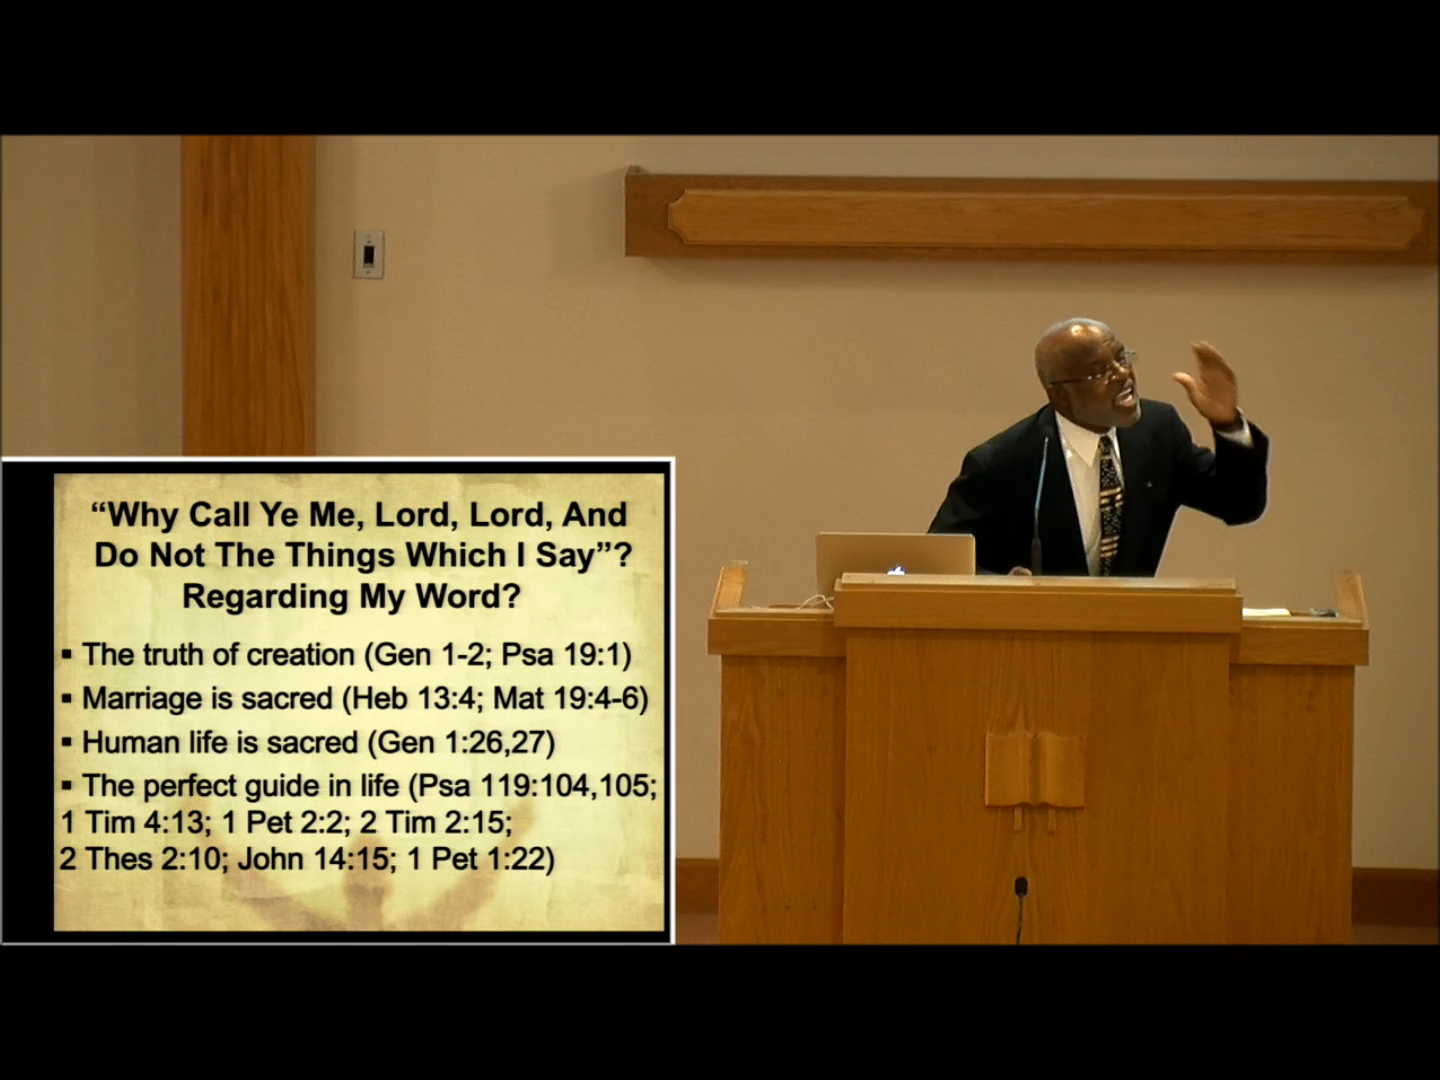 “Why Call Ye Me, Lord, Lord, And
Do Not The Things Which I Say”?
Regarding My Word?
▪ The truth of creation (Gen 1-2; Psa 19:1)
▪ Marriage is sacred (Heb 13:4; Mat 19:4-6)
▪ Human life is sacred (Gen 1:26,27)
▪ The perfect guide in life (Psa 119:104,105;
1 Tim 4:13; 1 Pet 2:2; 2 Tim 2:15;
2 Thes 2:10; John 14:15; 1 Pet 1:22)